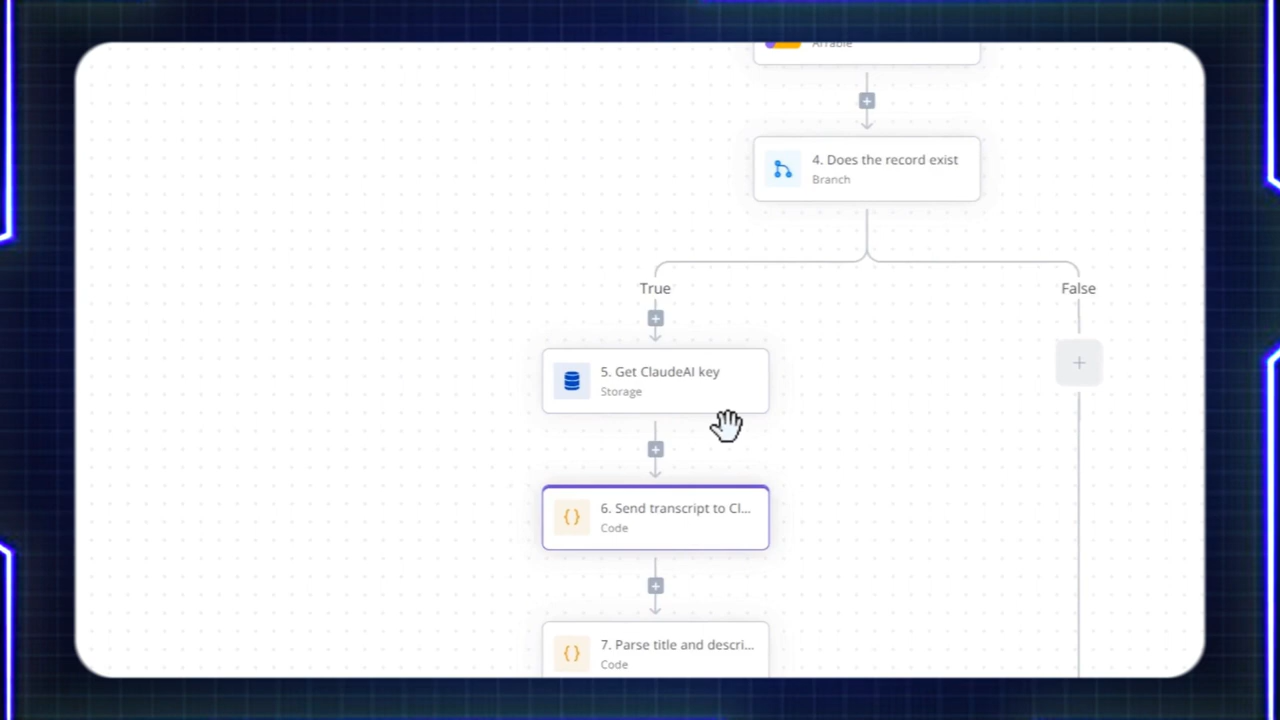 4. Does the record exist
Branch
True
False
5. Get ClaudeAI key
Storage
6. Send transcript to Cl...
Code
7. Parse title and descri...
Code